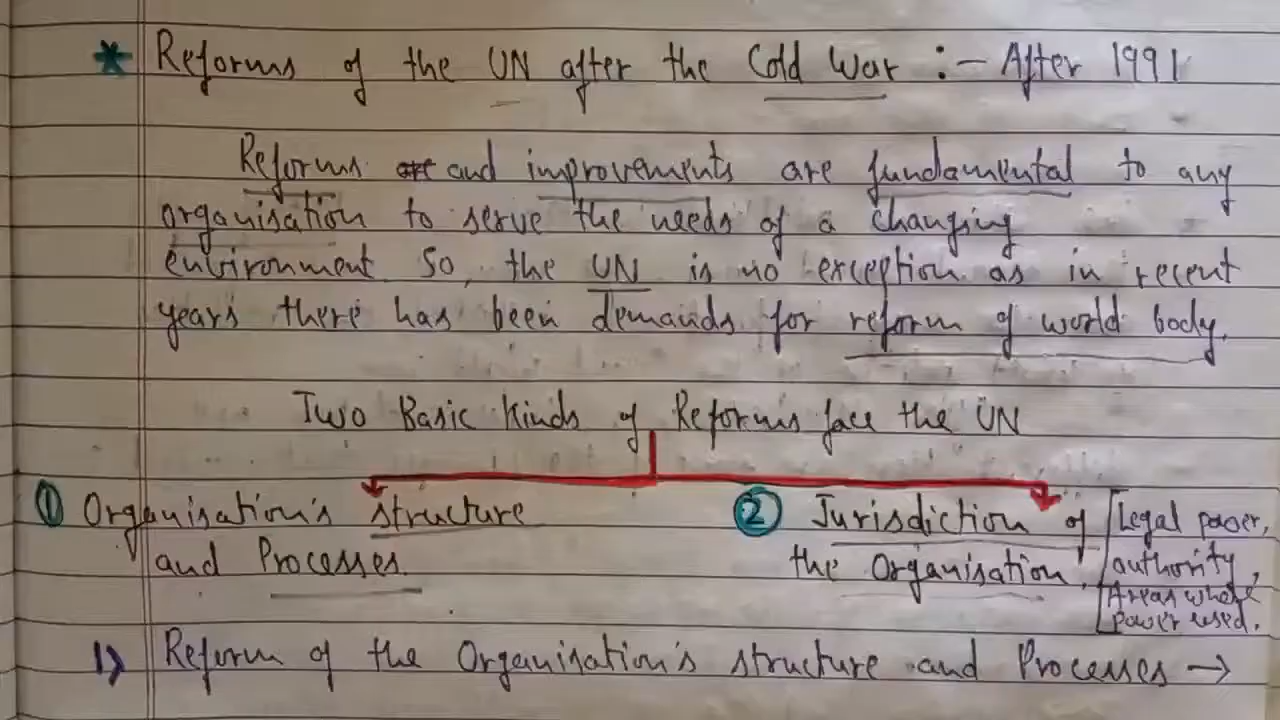 * Reforms of the UN after the Cold War :- After 1991
Reforms and improvements are fundamental to any
organisation to serve the needs of a changing
environment so, the UN is no exception as in recent
years there has been demands for reform of world body.
Two Basic Kinds of Reforms face the UN
① Organisation's structure
and Processes.
② Jurisdiction of
the Organisation.
Legal power,
authority,
Areas where
power used.
1) Reform of the Organisation's structure and Processes →